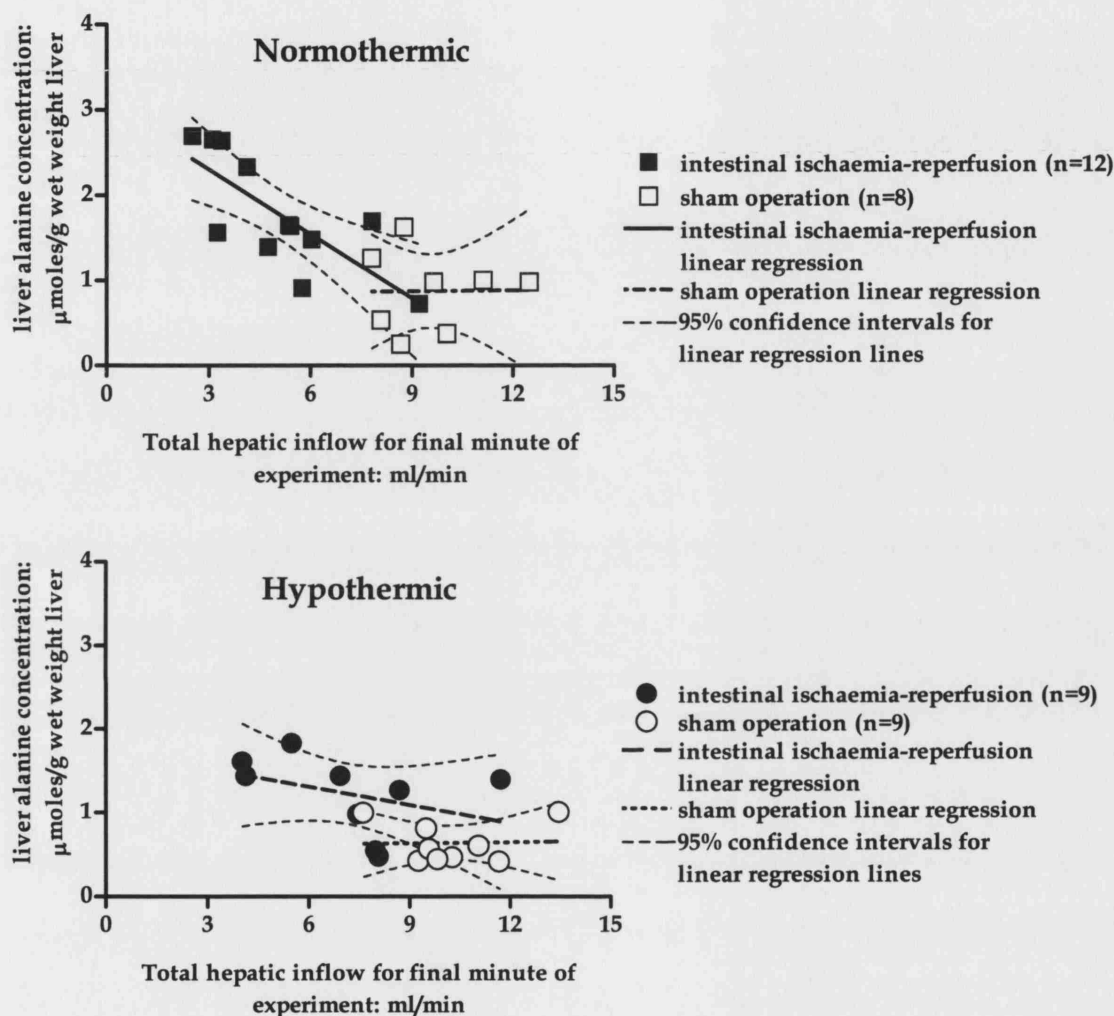 liver alanine concentration:
μmoles/g wet weight liver
4
3
2
1
0
Normothermic
0
3
6
9
12
15
Total hepatic inflow for final minute of
experiment: ml/min
intestinal ischaemia-reperfusion (n=12)
sham operation (n=8)
intestinal ischaemia-reperfusion
linear regression
sham operation linear regression
95% confidence intervals for
linear regression lines
liver alanine concentration:
μmoles/g wet weight liver
4
3
2
1
0
Hypothermic
0
3
6
9
12
15
Total hepatic inflow for final minute of
experiment: ml/min
intestinal ischaemia-reperfusion (n=9)
sham operation (n=9)
intestinal ischaemia-reperfusion
linear regression
sham operation linear regression
95% confidence intervals for
linear regression lines